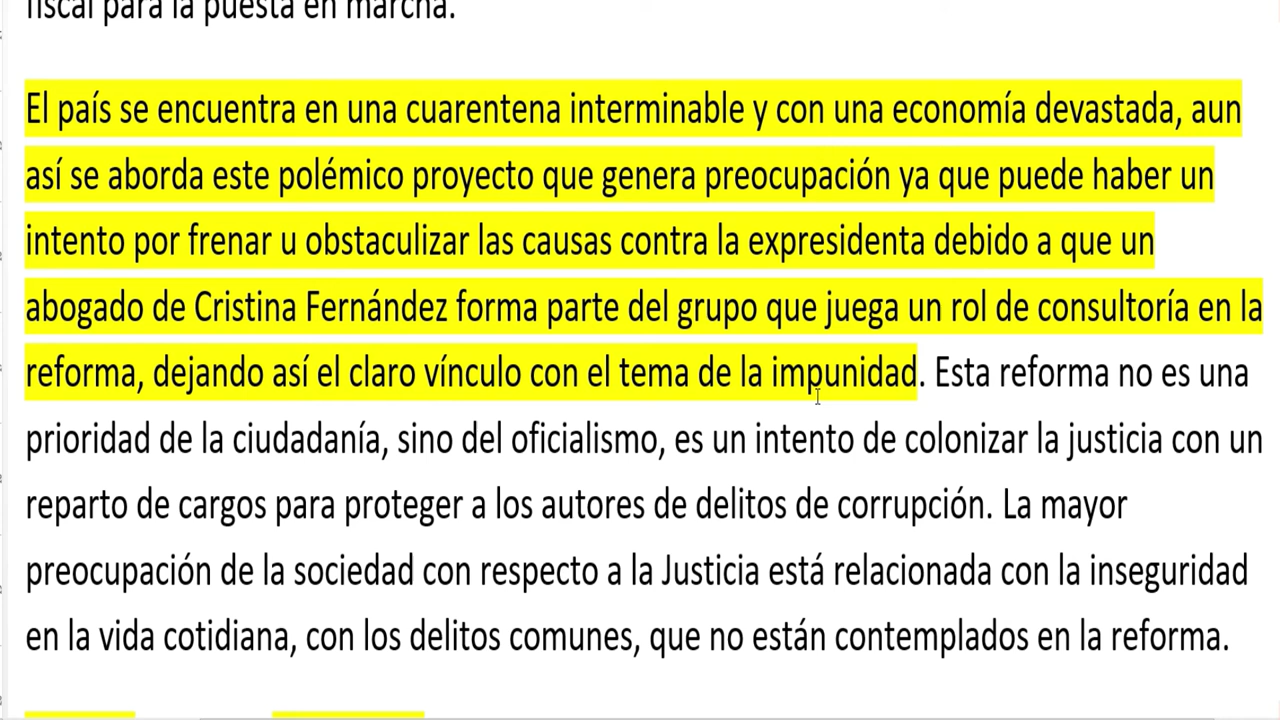 fiscal para la puesta en marcha.
El país se encuentra en una cuarentena interminable y con una economía devastada, aun
así se aborda este polémico proyecto que genera preocupación ya que puede haber un
intento por frenar u obstaculizar las causas contra la expresidenta debido a que un
abogado de Cristina Fernández forma parte del grupo que juega un rol de consultoría en la
reforma, dejando así el claro vínculo con el tema de la impunidad. Esta reforma no es una
prioridad de la ciudadanía, sino del oficialismo, es un intento de colonizar la justicia con un
reparto de cargos para proteger a los autores de delitos de corrupción. La mayor
preocupación de la sociedad con respecto a la Justicia está relacionada con la inseguridad
en la vida cotidiana, con los delitos comunes, que no están contemplados en la reforma.